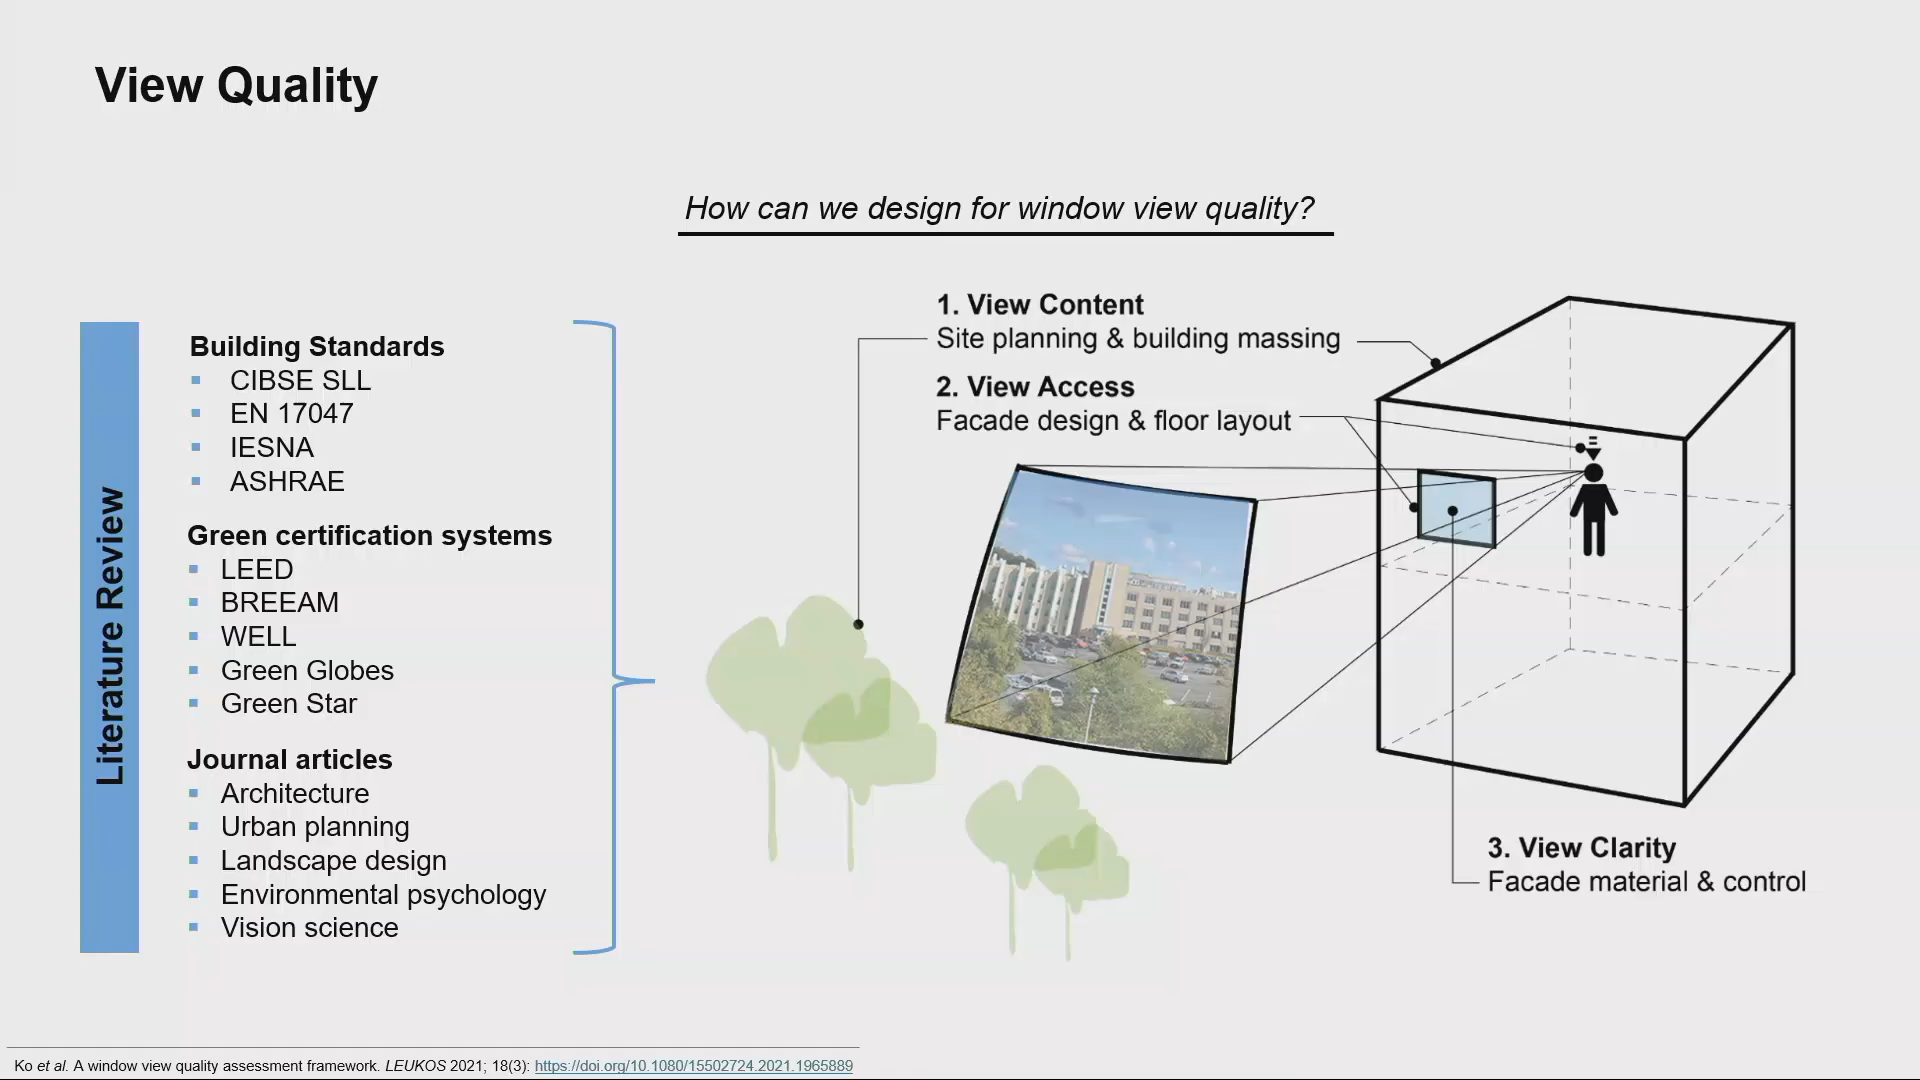 View Quality
How can we design for window view quality?
Literature Review
Building Standards
CIBSE SLL
EN 17047
IESNA
ASHRAE
Green certification systems
LEED
BREEAM
WELL
Green Globes
Green Star
Journal articles
Architecture
Urban planning
Landscape design
Environmental psychology
Vision science
1. View Content
Site planning & building massing
2. View Access
Facade design & floor layout
3. View Clarity
Facade material & control
Ko et al. A window view quality assessment framework. LEUKOS 2021; 18(3): https://doi.org/10.1080/15502724.2021.1965889